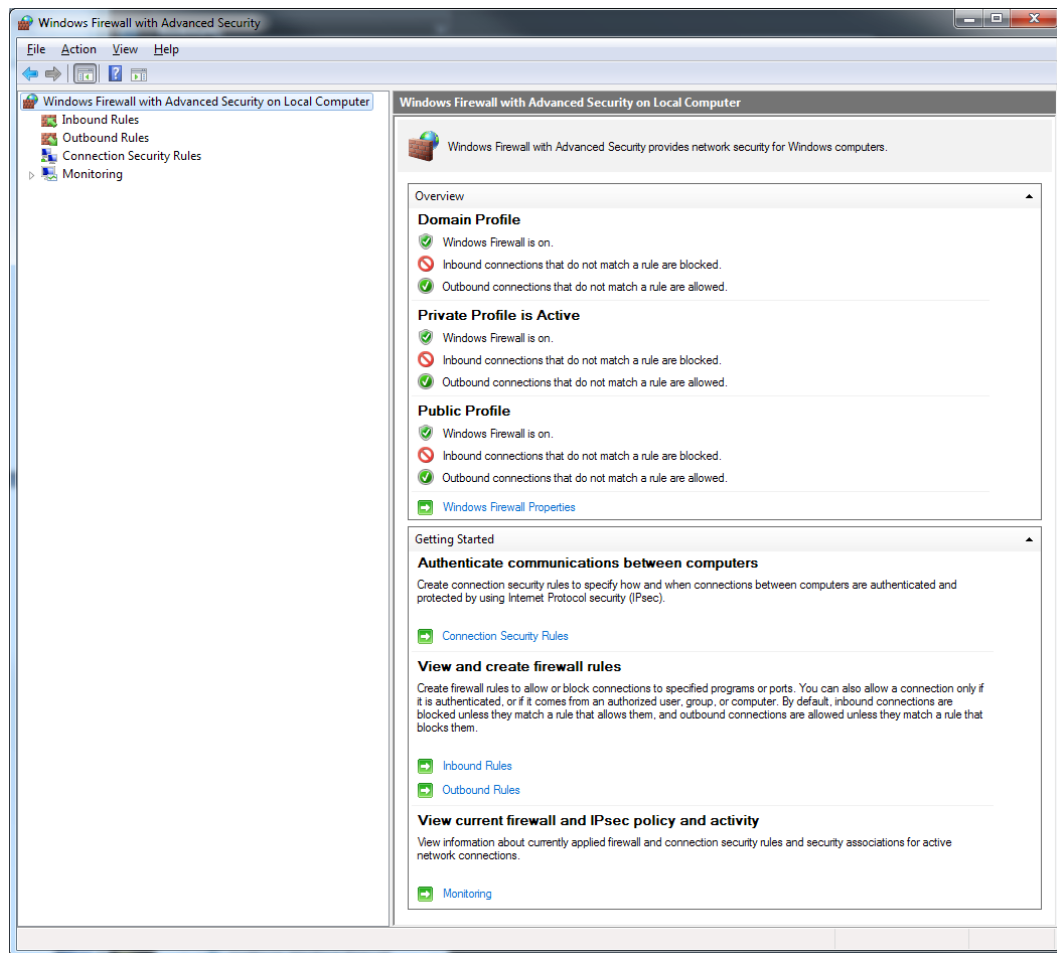 Windows Firewall with Advanced Security
File Action View Help
Windows Firewall with Advanced Security on Local Computer
Inbound Rules
Outbound Rules
Connection Security Rules
Monitoring
Windows Firewall with Advanced Security on Local Computer
Windows Firewall with Advanced Security provides network security for Windows computers.
Overview
Domain Profile
Windows Firewall is on.
Inbound connections that do not match a rule are blocked.
Outbound connections that do not match a rule are allowed.
Private Profile is Active
Windows Firewall is on.
Inbound connections that do not match a rule are blocked.
Outbound connections that do not match a rule are allowed.
Public Profile
Windows Firewall is on.
Inbound connections that do not match a rule are blocked.
Outbound connections that do not match a rule are allowed.
Windows Firewall Properties
Getting Started
Authenticate communications between computers
Create connection security rules to specify how and when connections between computers are authenticated and
protected by using Internet Protocol security (IPsec).
Connection Security Rules
View and create firewall rules
Create firewall rules to allow or block connections to specified programs or ports. You can also allow a connection only if
it is authenticated, or if it comes from an authorized user, group, or computer. By default, inbound connections are
blocked unless they match a rule that allows them, and outbound connections are allowed unless they match a rule that
blocks them.
Inbound Rules
Outbound Rules
View current firewall and IPsec policy and activity
View information about currently applied firewall and connection security rules and security associations for active
network connections.
Monitoring